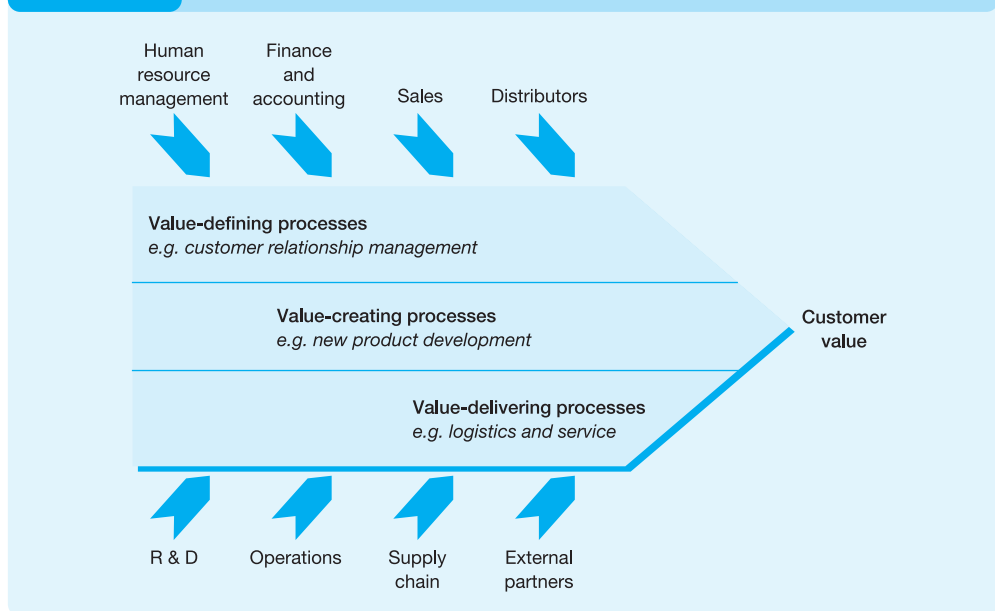 Human
resource
management
Finance
and
accounting
Sales
Distributors
Value-defining processes
e.g. customer relationship management
Value-creating processes
e.g. new product development
Customer
value
Value-delivering processes
e.g. logistics and service
R & D
Operations
Supply
chain
External
partners